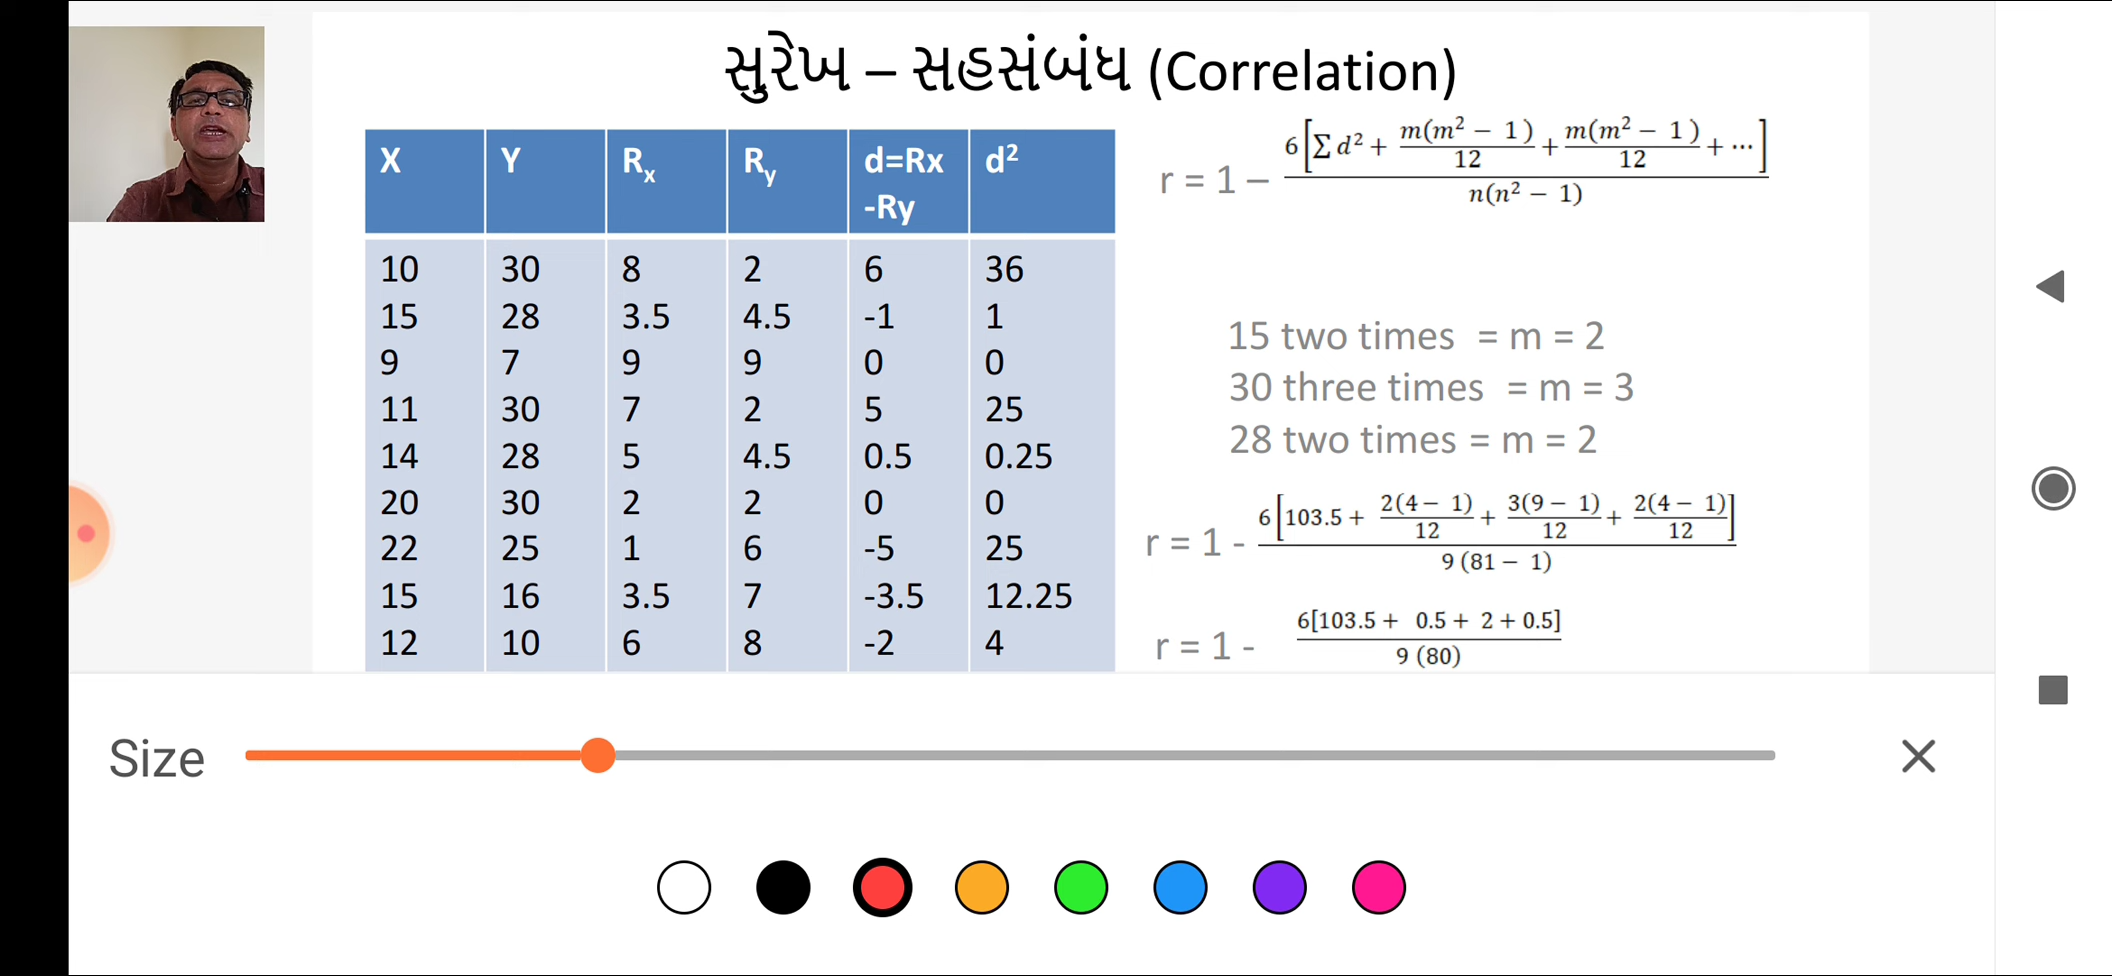 સુરેખ – સહસંબંધ (Correlation)
X Y Rx Ry d=Rx -Ry d²
10 30 8 2 6 36
15 28 3.5 4.5 -1 1
9 7 9 9 0 0
11 30 7 2 5 25
14 28 5 4.5 0.5 0.25
20 30 2 2 0 0
22 25 1 6 -5 25
15 16 3.5 7 -3.5 12.25
12 10 6 8 -2 4
r = 1 – 6[∑d² + m(m² − 1)/12 + m(m² − 1)/12 + ⋯] / n(n² − 1)
15 two times = m = 2
30 three times = m = 3
28 two times = m = 2
r = 1 - 6[103.5 + 2(4 − 1)/12 + 3(9 − 1)/12 + 2(4 − 1)/12] / 9 (81 − 1)
r = 1 - 6[103.5 + 0.5 + 2 + 0.5] / 9 (80)
Size